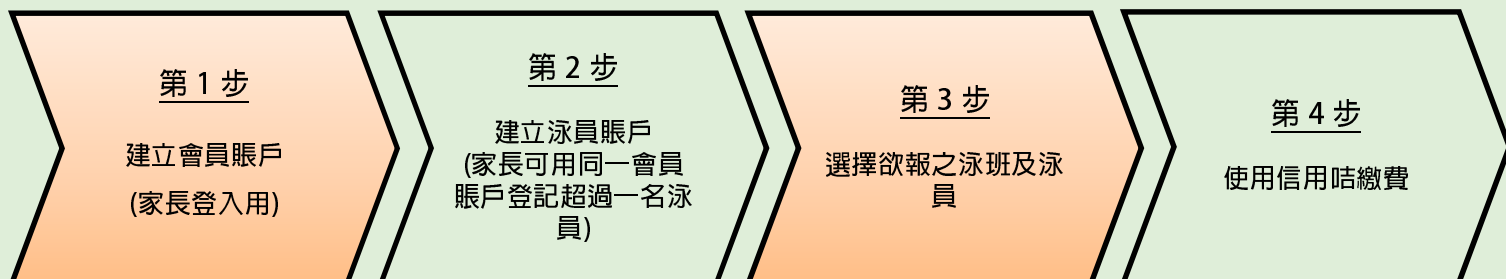 第 1 步
建立會員賬戶
(家長登入用)
第 2 步
建立泳員賬戶
(家長可用同一會員
賬戶登記超過一名泳
員)
第 3 步
選擇欲報之泳班及泳
員
第 4 步
使用信用咭繳費